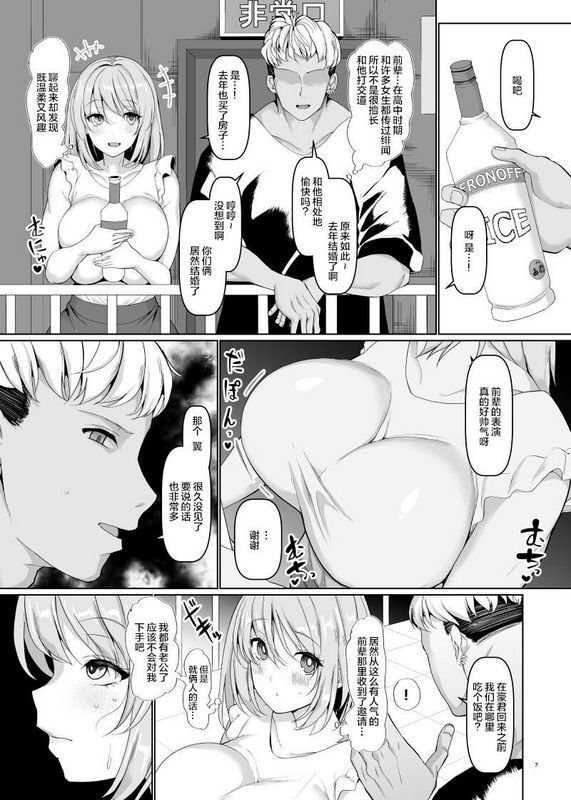 非常口
喝吧
呀是…!
ERONOFF
ICE
前辈…在高中时期
和许多女生都传过绯闻
所以不是很擅长
和他打交道
原来如此~
去年结婚了啊
和他相处地
愉快吗?
是…!
去年也买了房子…
哼哼~
没想到啊
你们俩
居然结婚了
聊起来却发现
既温柔又风趣
むにゅ♥
前辈的表演
真的好帅气呀
谢谢
だぽんっ
むちっ
むちっ
那个 翼
很久没见了
要说的话
也非常多
在豪君回来之前
我们在哪里
吃个饭吧?
!
居然从这么有人气的
前辈那里收到了邀请…
但是
就俩人的话…
我都有老公了
应该不会对我
下手吧
7